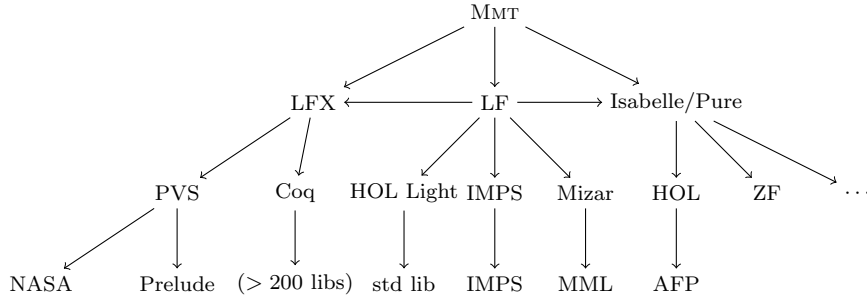 MMT
LFX LF Isabelle/Pure
PVS Coq HOL Light IMPS Mizar HOL ZF ...
NASA Prelude (> 200 libs) std lib IMPS MML AFP